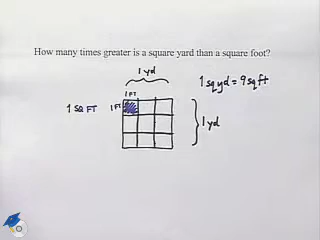 How many times greater is a square yard than a square foot?
1 yd
1 sq yd = 9 sq ft
1 FT
1 SQ FT
1 FT
1 yd